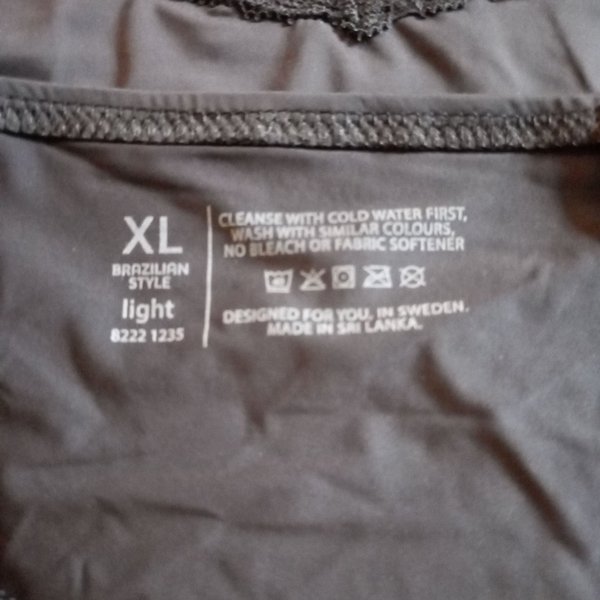 XL
BRAZILIAN
STYLE
light
8222 1235
CLEANSE WITH COLD WATER FIRST,
WASH WITH SIMILAR COLOURS,
NO BLEACH OR FABRIC SOFTENER
DESIGNED FOR YOU. IN SWEDEN.
MADE IN SRI LANKA.